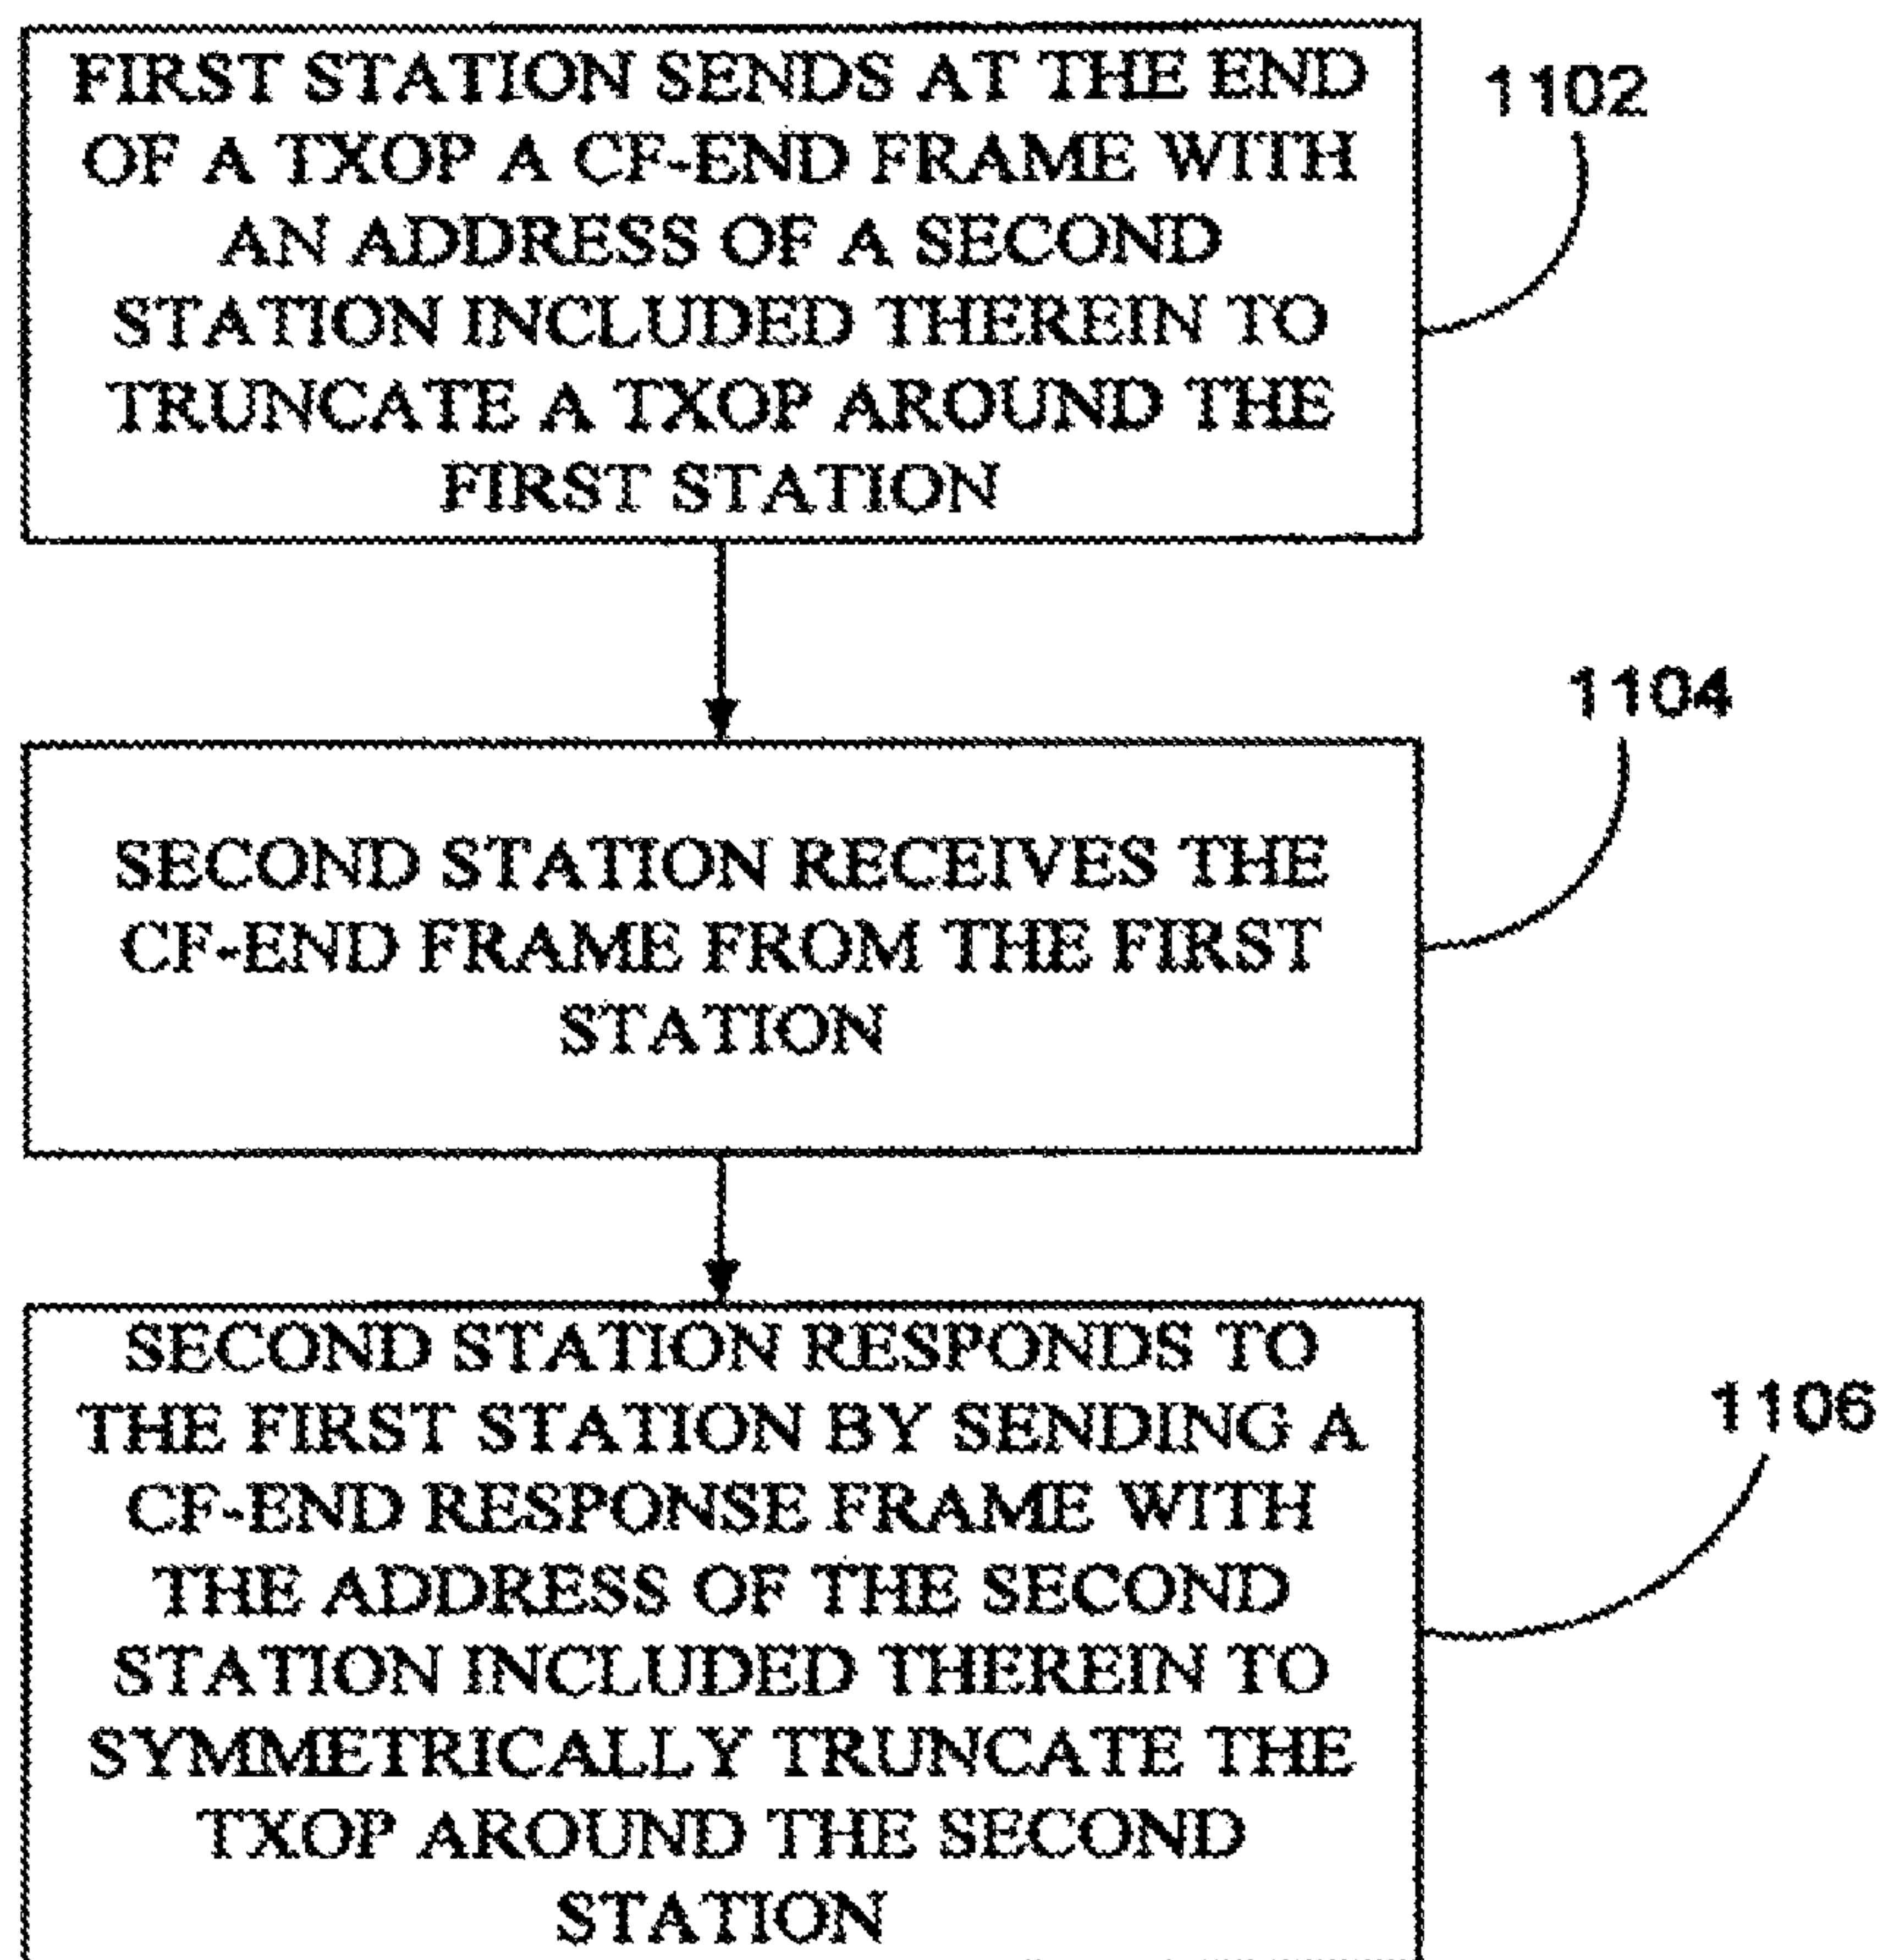 FIRST STATION SENDS AT THE END
OF A TXOP A CF-END FRAME WITH
AN ADDRESS OF A SECOND
STATION INCLUDED THEREIN TO
TRUNCATE A TXOP AROUND THE
FIRST STATION
1102
SECOND STATION RECEIVES THE
CF-END FRAME FROM THE FIRST
STATION
1104
SECOND STATION RESPONDS TO
THE FIRST STATION BY SENDING A
CF-END RESPONSE FRAME WITH
THE ADDRESS OF THE SECOND
STATION INCLUDED THEREIN TO
SYMMETRICALLY TRUNCATE THE
TXOP AROUND THE SECOND
STATION
1106